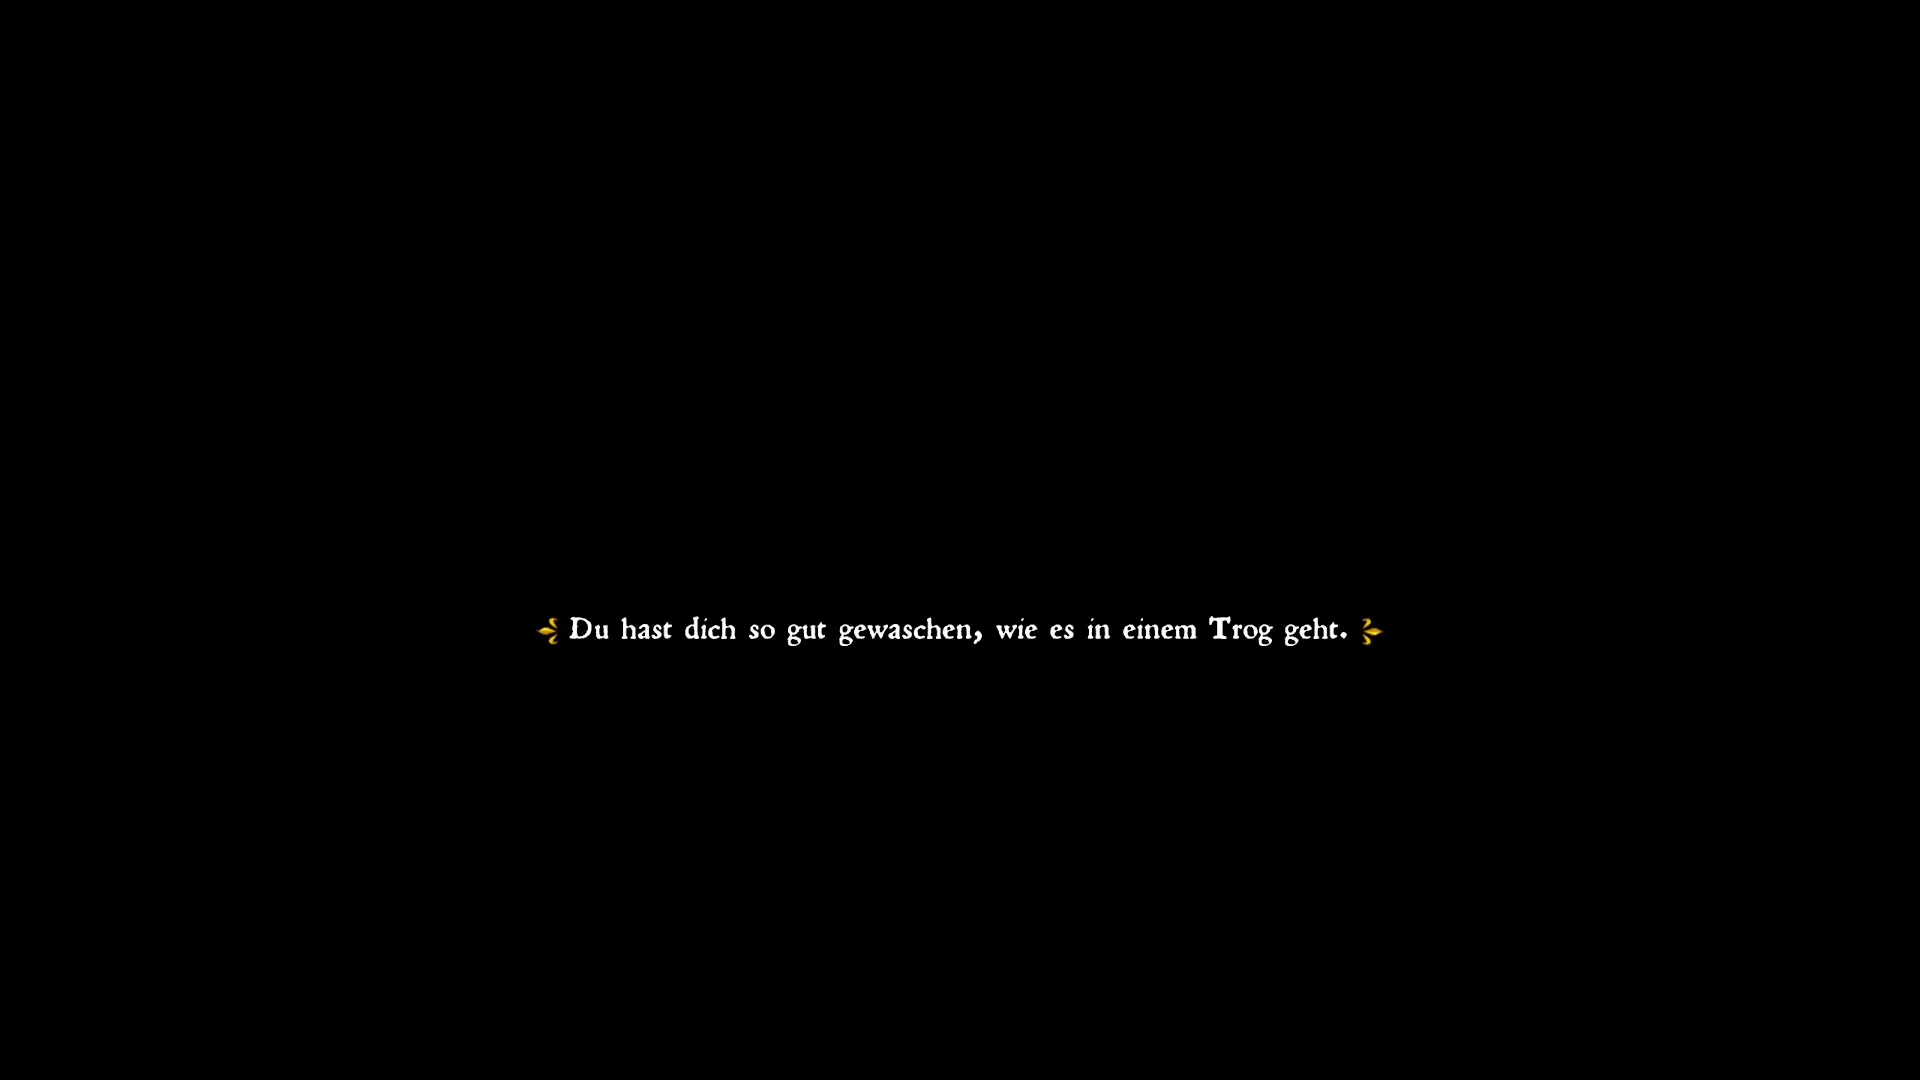 Du hast dich so gut gewaschen, wie es in einem Trog geht.